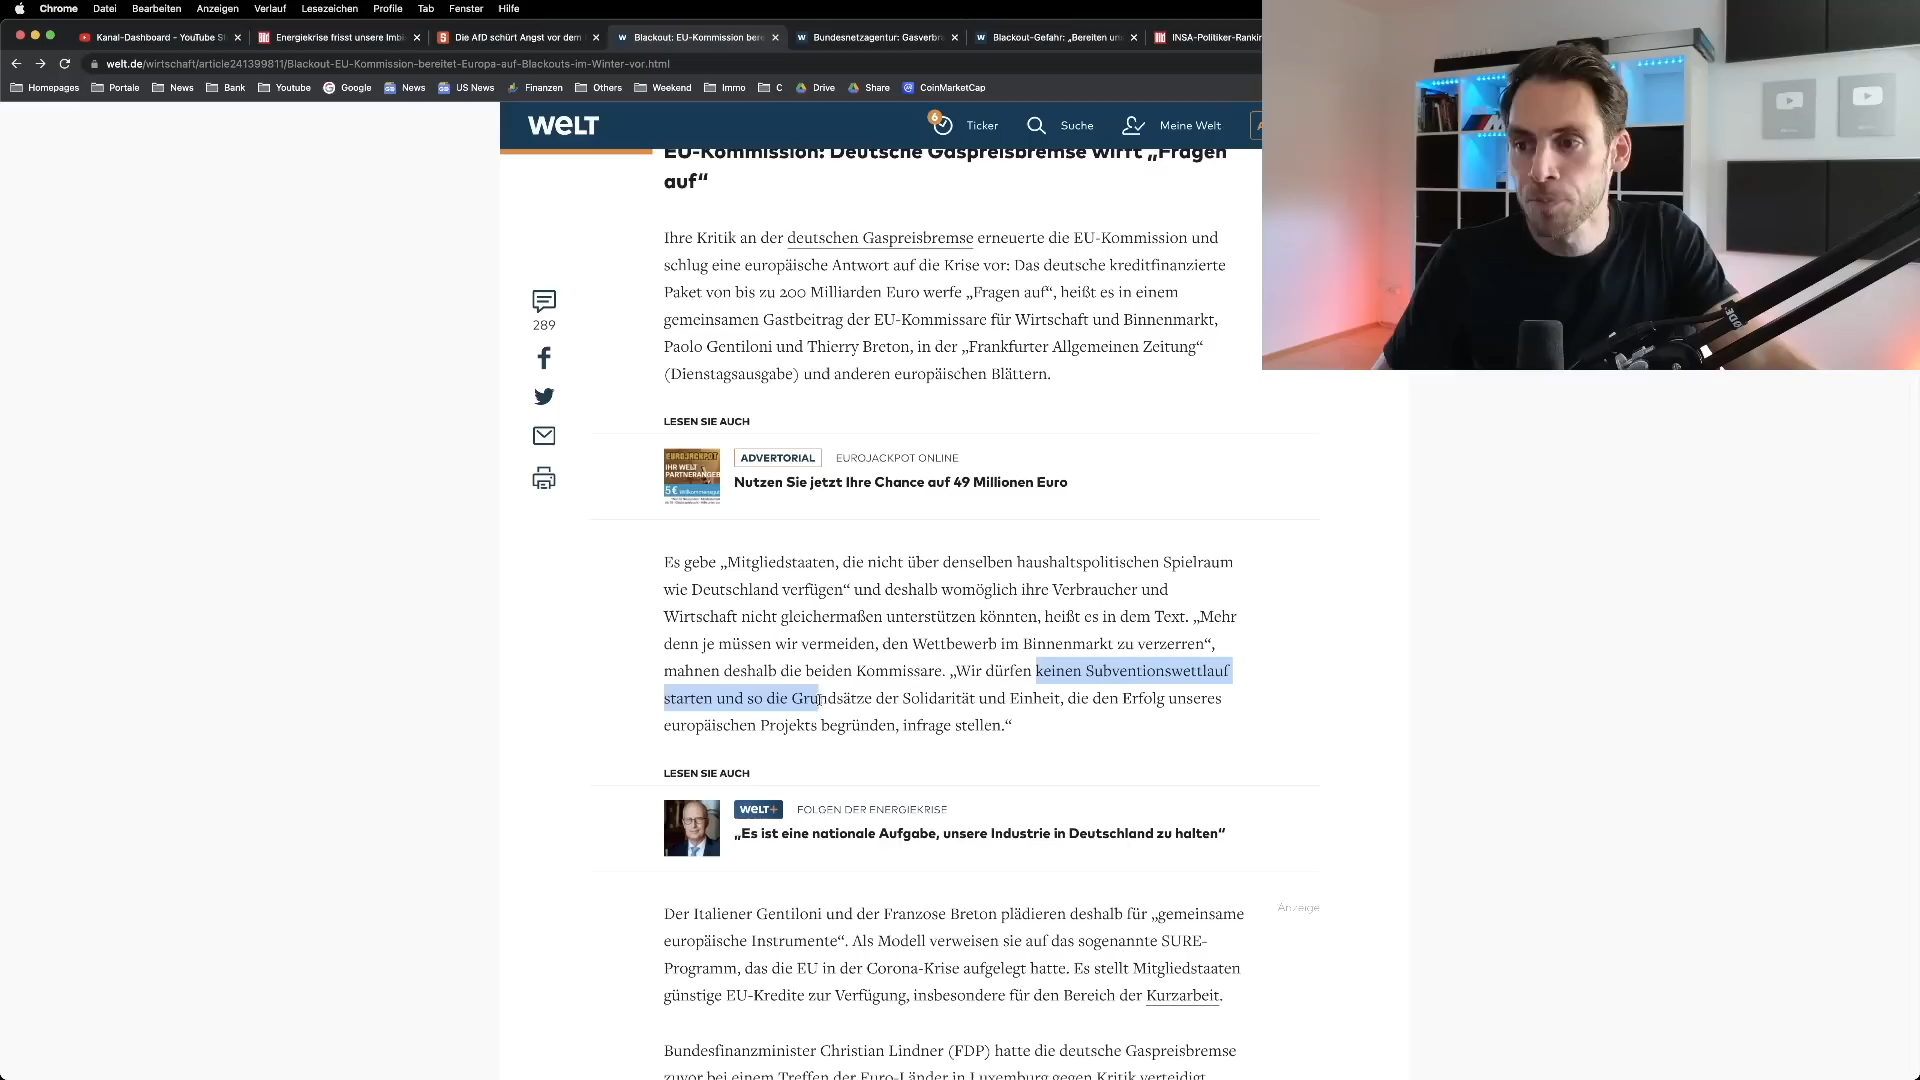 Chrome Datei Bearbeiten Anzeigen Verlauf Lesezeichen Profile Tab Fenster Hilfe
Kanal-Dashboard - YouTube S
Energiekrise frisst unsere Imbi
Die AfD schürt Angst vor dem
Blackout: EU-Kommission bere
Bundesnetzagentur: Gasverbr
Blackout-Gefahr: „Bereiten un
INSA-Politiker-Rankin
welt.de/wirtschaft/article241399811/Blackout-EU-Kommission-bereitet-Europa-auf-Blackouts-im-Winter-vor.html
Homepages Portale News Bank Youtube Google News US News Finanzen Others Weekend Immo C Drive Share CoinMarketCap
WELT
6 Ticker Suche Meine Welt
EU-Kommission: Deutsche Gaspreisbremse wirft „Fragen
auf“
Ihre Kritik an der deutschen Gaspreisbremse erneuerte die EU-Kommission und
schlug eine europäische Antwort auf die Krise vor: Das deutsche kreditfinanzierte
Paket von bis zu 200 Milliarden Euro werfe „Fragen auf“, heißt es in einem
gemeinsamen Gastbeitrag der EU-Kommissare für Wirtschaft und Binnenmarkt,
Paolo Gentiloni und Thierry Breton, in der „Frankfurter Allgemeinen Zeitung“
(Dienstagsausgabe) und anderen europäischen Blättern.
289
LESEN SIE AUCH
EUROJACKPOT
IHR WELT
PARTNERANGEB
5€ Willkommensgut
ADVERTORIAL EUROJACKPOT ONLINE
Nutzen Sie jetzt Ihre Chance auf 49 Millionen Euro
Es gebe „Mitgliedstaaten, die nicht über denselben haushaltspolitischen Spielraum
wie Deutschland verfügen“ und deshalb womöglich ihre Verbraucher und
Wirtschaft nicht gleichermaßen unterstützen könnten, heißt es in dem Text. „Mehr
denn je müssen wir vermeiden, den Wettbewerb im Binnenmarkt zu verzerren“,
mahnen deshalb die beiden Kommissare. „Wir dürfen keinen Subventionswettlauf
starten und so die Grundsätze der Solidarität und Einheit, die den Erfolg unseres
europäischen Projekts begründen, infrage stellen.“
LESEN SIE AUCH
WELT+ FOLGEN DER ENERGIEKRISE
„Es ist eine nationale Aufgabe, unsere Industrie in Deutschland zu halten“
Der Italiener Gentiloni und der Franzose Breton plädieren deshalb für „gemeinsame
europäische Instrumente“. Als Modell verweisen sie auf das sogenannte SURE-
Programm, das die EU in der Corona-Krise aufgelegt hatte. Es stellt Mitgliedstaaten
günstige EU-Kredite zur Verfügung, insbesondere für den Bereich der Kurzarbeit.
Anzeige
Bundesfinanzminister Christian Lindner (FDP) hatte die deutsche Gaspreisbremse
zuvor bei einem Treffen der Euro-Länder in Luxemburg gegen Kritik verteidigt.
RØDE